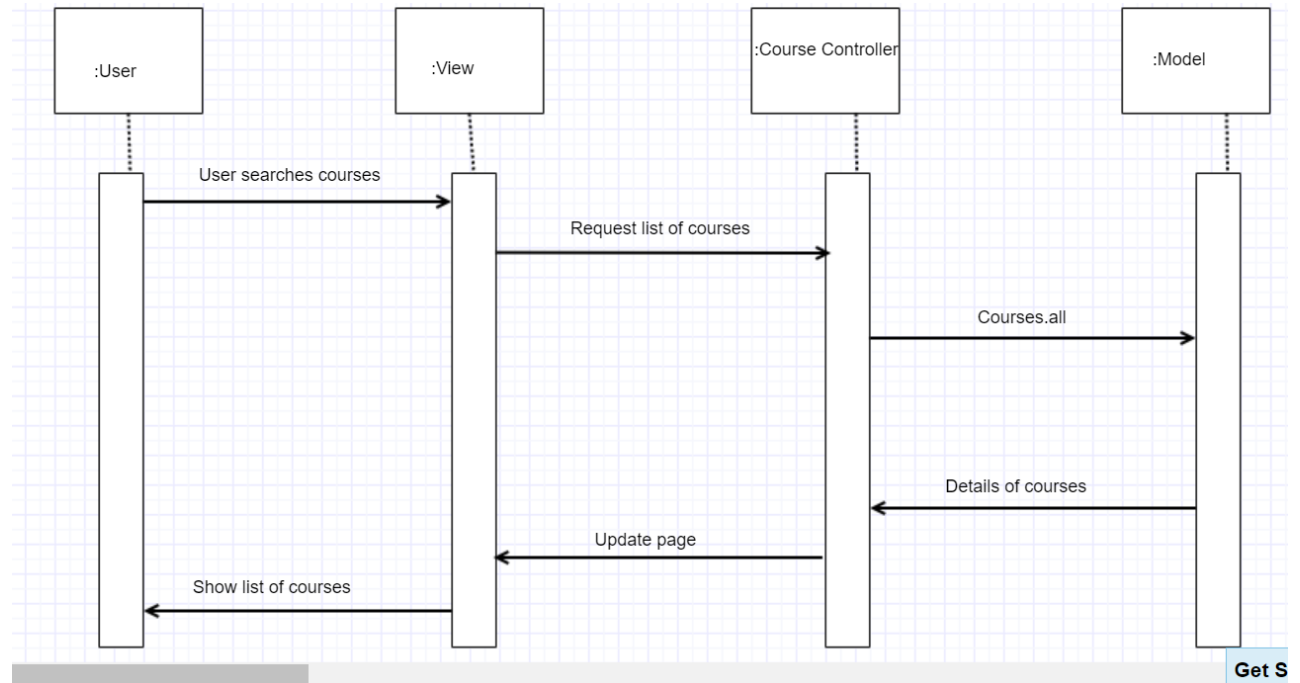 :User
:View
:Course Controller
:Model
User searches courses
Request list of courses
Courses.all
Details of courses
Update page
Show list of courses
Get S